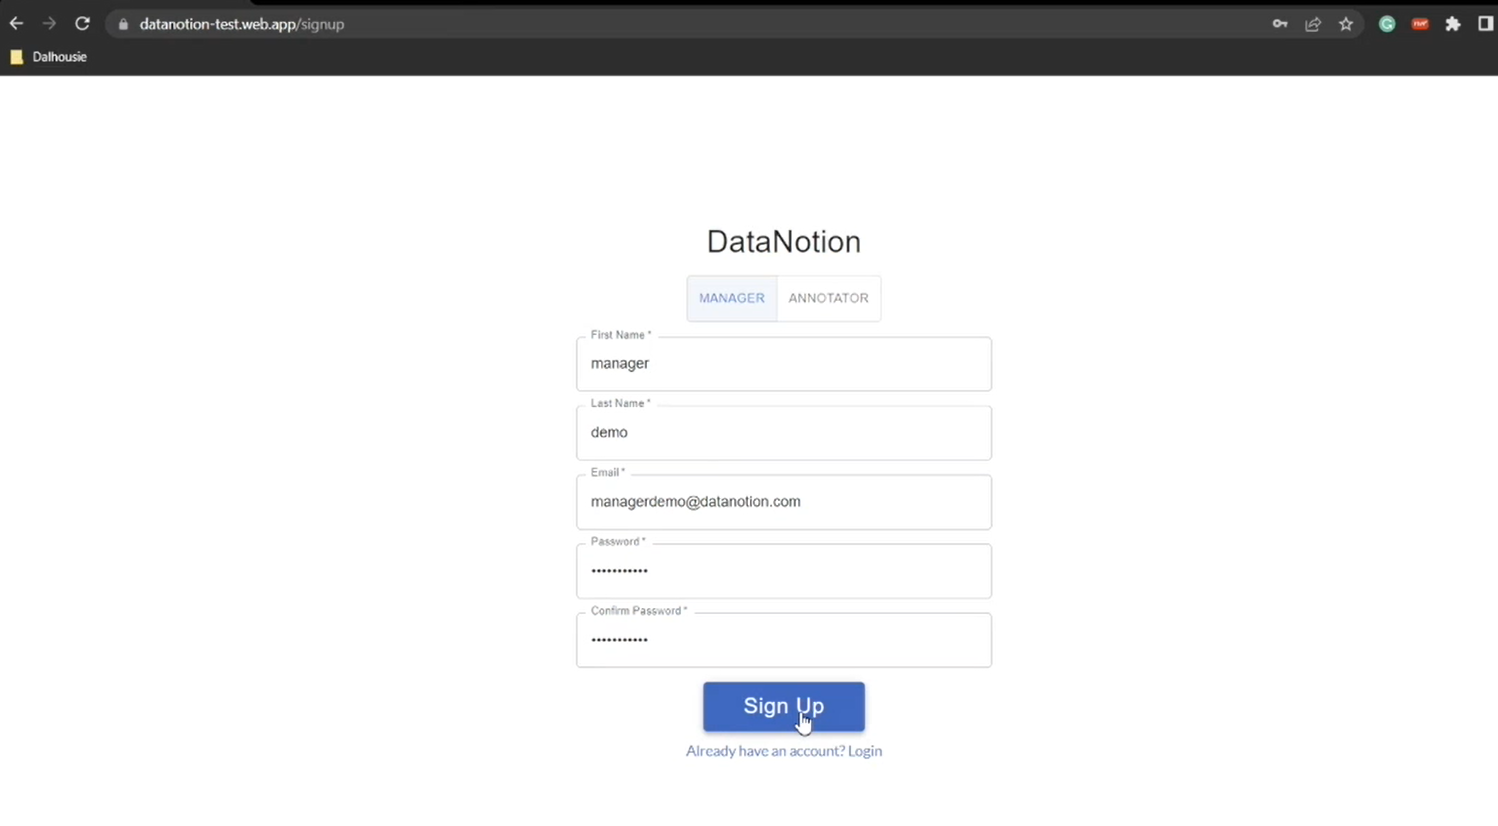 datanotion-test.web.app/signup
Dalhousie
DataNotion
MANAGER ANNOTATOR
First Name *
manager
Last Name *
demo
Email *
managerdemo@datanotion.com
Password *
•••••••••••
Confirm Password *
•••••••••••
Sign Up
Already have an account? Login